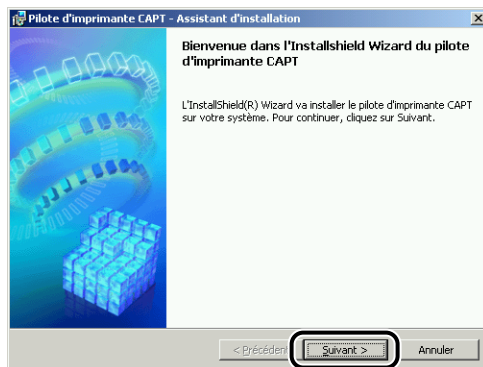 Pilote d'imprimante CAPT - Assistant d'installation
Bienvenue dans l'Installshield Wizard du pilote
d'imprimante CAPT
L'InstallShield(R) Wizard va installer le pilote d'imprimante CAPT
sur votre système. Pour continuer, cliquez sur Suivant.
< Précédent Suivant > Annuler